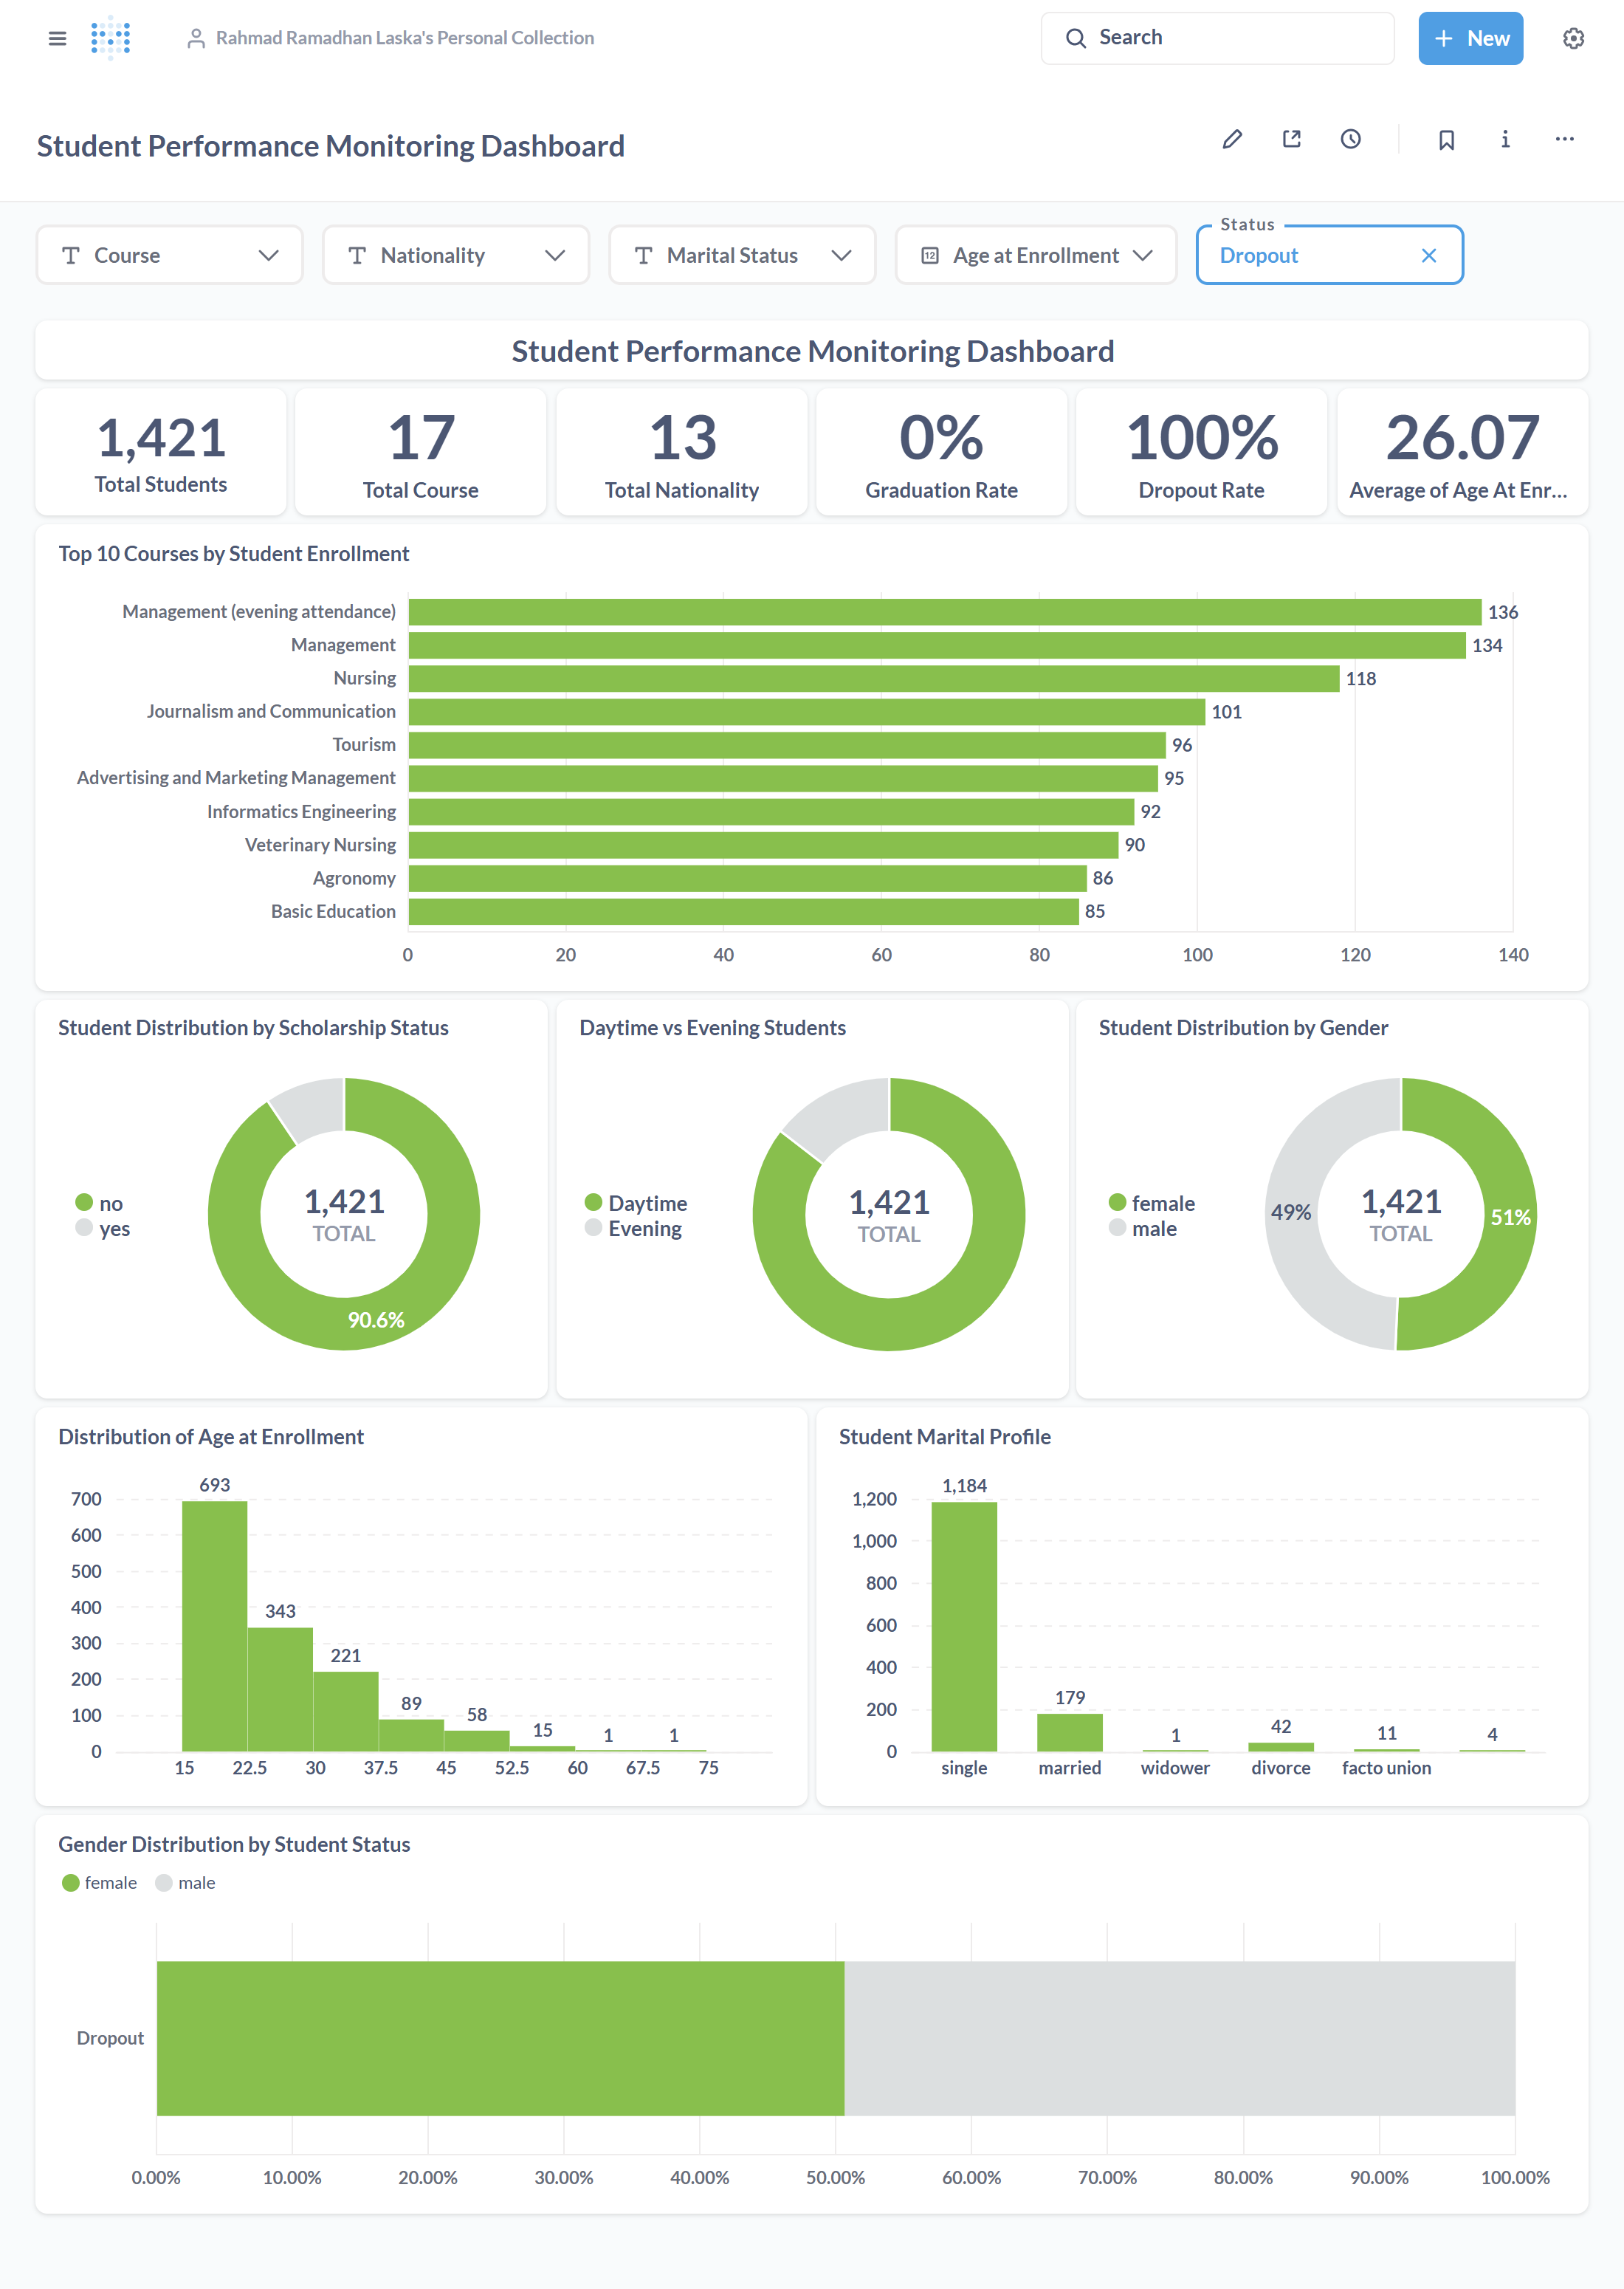 Rahmad Ramadhan Laska's Personal Collection
Search
New
Student Performance Monitoring Dashboard
Course
Nationality
Marital Status
12
Age at Enrollment
Status
Dropout
Student Performance Monitoring Dashboard
1,421
Total Students
17
Total Course
13
Total Nationality
0%
Graduation Rate
100%
Dropout Rate
26.07
Average of Age At Enr...
Top 10 Courses by Student Enrollment
Management (evening attendance) 136
Management 134
Nursing 118
Journalism and Communication 101
Tourism 96
Advertising and Marketing Management 95
Informatics Engineering 92
Veterinary Nursing 90
Agronomy 86
Basic Education 85
0 20 40 60 80 100 120 140
Student Distribution by Scholarship Status
no
yes
1,421
TOTAL
90.6%
Daytime vs Evening Students
Daytime
Evening
1,421
TOTAL
Student Distribution by Gender
female
male
49%
1,421
TOTAL
51%
Distribution of Age at Enrollment
700
600
500
400
300
200
100
0
693
343
221
89
58
15
1
1
15 22.5 30 37.5 45 52.5 60 67.5 75
Student Marital Profile
1,200
1,000
800
600
400
200
0
1,184
179
1
42
11
4
single married widower divorce facto union
Gender Distribution by Student Status
female male
Dropout
0.00% 10.00% 20.00% 30.00% 40.00% 50.00% 60.00% 70.00% 80.00% 90.00% 100.00%